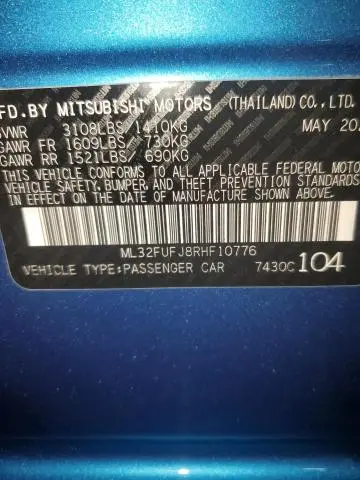 FD.BY MITSUBISHI MOTORS (THAILAND) CO., LTD.
GVWR 3108LBS 1410KG MAY 20
GAWR FR 1609LBS 730KG
GAWR RR 1521LBS 690KG
THIS VEHICLE CONFORMS TO ALL APPLICABLE FEDERAL MOTOR
VEHICLE SAFETY, BUMPER, AND THEFT PREVENTION STANDARDS
IN EFFECT ON THE DATE OF MANUFACTURE SHOWN ABOVE.
ML32FUFJ8RHF10776
VEHICLE TYPE:PASSENGER CAR 7430C 104